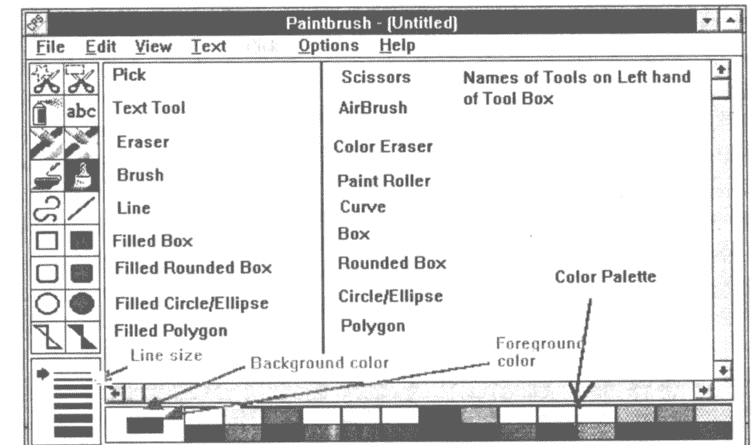 Paintbrush - (Untitled)
File Edit View Text Pick Options Help
Pick Scissors Names of Tools on Left hand
of Tool Box
abc Text Tool AirBrush
Eraser Color Eraser
Brush Paint Roller
Line Curve
Filled Box Box
Filled Rounded Box Rounded Box
Color Palette
Filled Circle/Ellipse Circle/Ellipse
Filled Polygon Polygon
Line size Background color Foreground
color